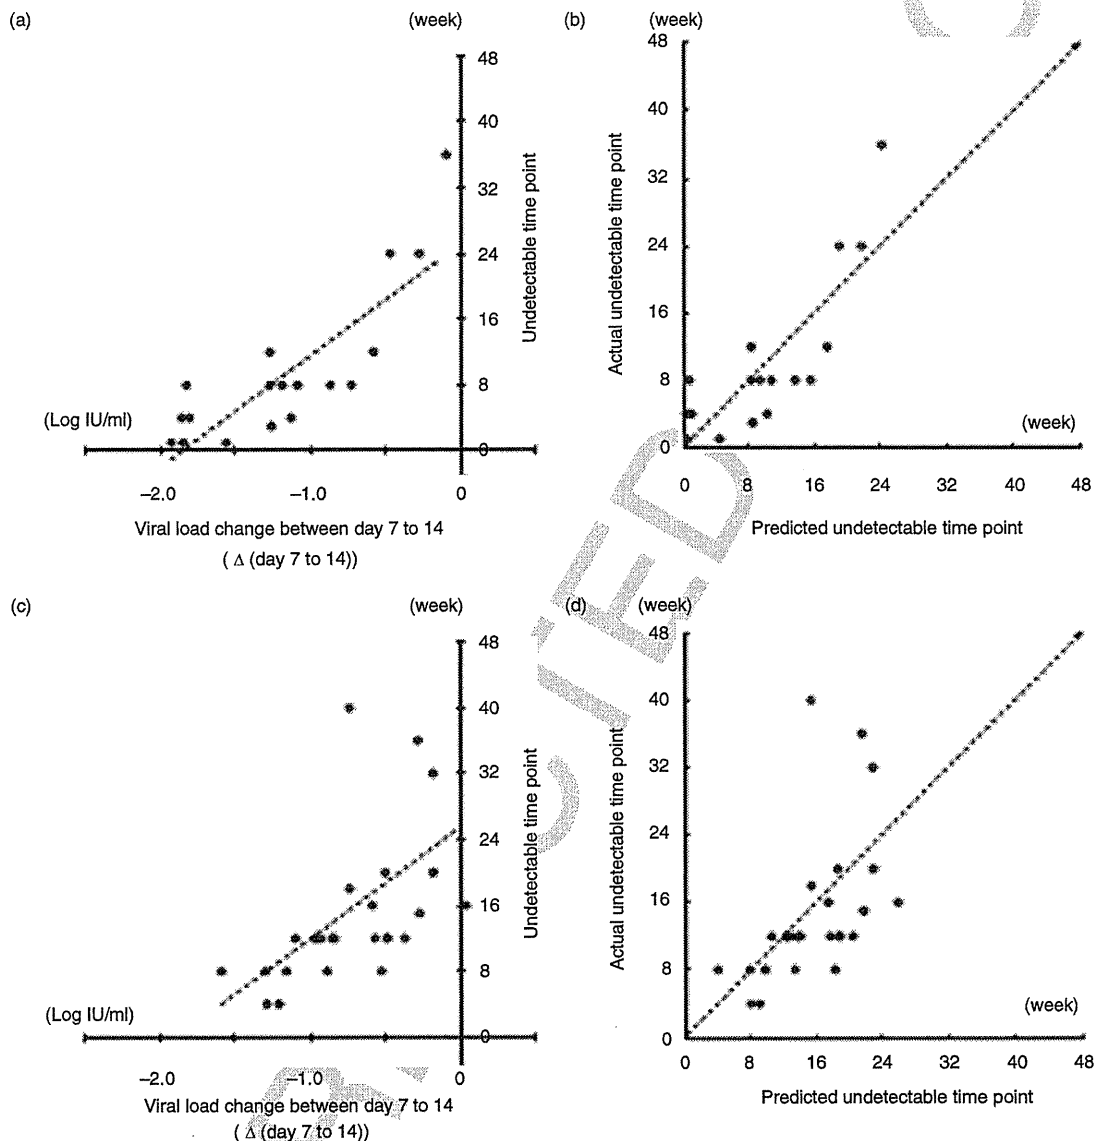 (a)
(week)
48
40
32
24
16
8
0
Undetectable time point
(Log IU/ml)
–2.0 –1.0 0
Viral load change between day 7 to 14
( Δ (day 7 to 14))
(b)
(week)
48
40
32
24
16
8
0
Actual undetectable time point
(week)
0 8 16 24 32 40 48
Predicted undetectable time point
(c)
(week)
48
40
32
24
16
8
0
Undetectable time point
(Log IU/ml)
–2.0 –1.0 0
Viral load change between day 7 to 14
( Δ (day 7 to 14))
(d)
(week)
48
40
32
24
16
8
0
Actual undetectable time point
(week)
0 8 16 24 32 40 48
Predicted undetectable time point